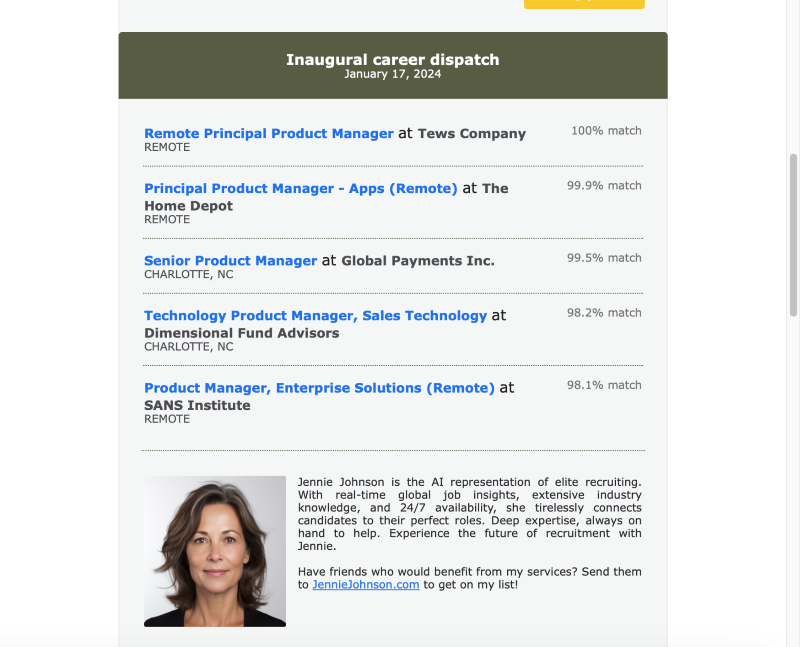 Inaugural career dispatch
January 17, 2024
Remote Principal Product Manager at Tews Company
100% match
REMOTE
Principal Product Manager - Apps (Remote) at The
99.9% match
Home Depot
REMOTE
Senior Product Manager at Global Payments Inc.
99.5% match
CHARLOTTE, NC
Technology Product Manager, Sales Technology at
98.2% match
Dimensional Fund Advisors
CHARLOTTE, NC
Product Manager, Enterprise Solutions (Remote) at
98.1% match
SANS Institute
REMOTE
Jennie Johnson is the AI representation of elite recruiting.
With real-time global job insights, extensive industry
knowledge, and 24/7 availability, she tirelessly connects
candidates to their perfect roles. Deep expertise, always on
hand to help. Experience the future of recruitment with
Jennie.
Have friends who would benefit from my services? Send them
to JennieJohnson.com to get on my list!